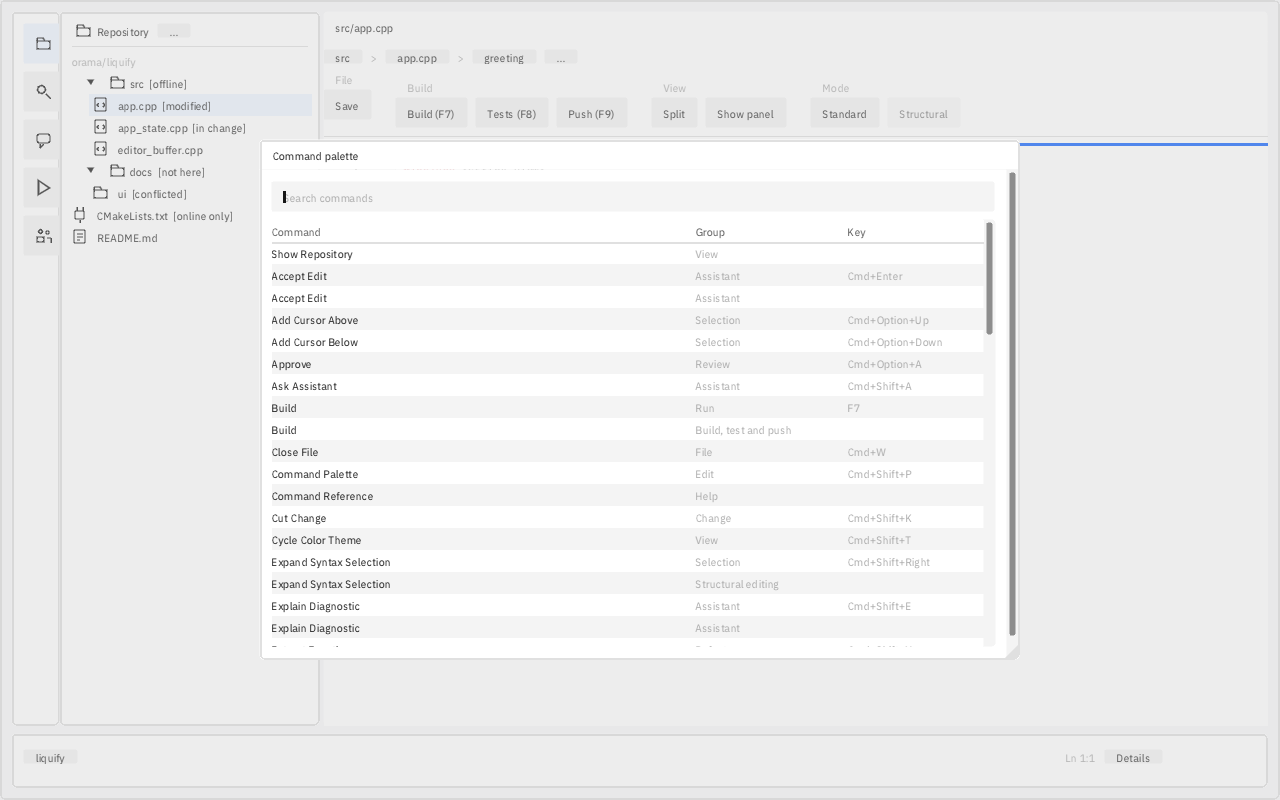 Repository ...
orama/liquify
src [offline]
app.cpp [modified]
app_state.cpp [in change]
editor_buffer.cpp
docs [not here]
ui [conflicted]
CMakeLists.txt [online only]
README.md
src/app.cpp
src > app.cpp > greeting ...
File Build View Mode
Save Build (F7) Tests (F8) Push (F9) Split Show panel Standard Structural
Command palette
Search commands
Command Group Key
Show Repository View
Accept Edit Assistant Cmd+Enter
Accept Edit Assistant
Add Cursor Above Selection Cmd+Option+Up
Add Cursor Below Selection Cmd+Option+Down
Approve Review Cmd+Option+A
Ask Assistant Assistant Cmd+Shift+A
Build Run F7
Build Build, test and push
Close File File Cmd+W
Command Palette Edit Cmd+Shift+P
Command Reference Help
Cut Change Change Cmd+Shift+K
Cycle Color Theme View Cmd+Shift+T
Expand Syntax Selection Selection Cmd+Shift+Right
Expand Syntax Selection Structural editing
Explain Diagnostic Assistant Cmd+Shift+E
Explain Diagnostic Assistant
liquify Ln 1:1 Details